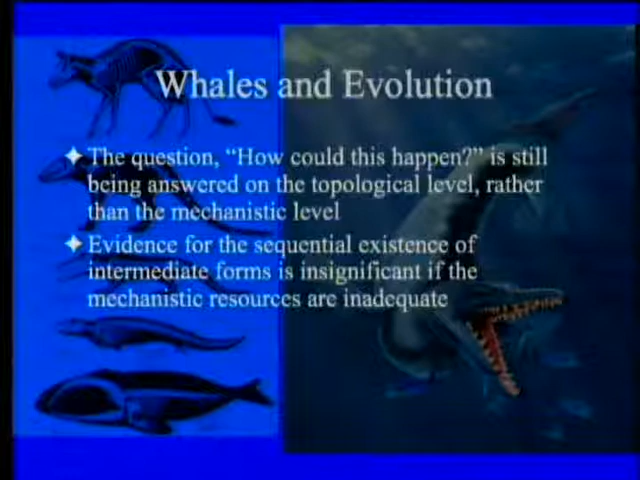 Whales and Evolution
The question, “How could this happen?” is still
being answered on the topological level, rather
than the mechanistic level
Evidence for the sequential existence of
intermediate forms is insignificant if the
mechanistic resources are inadequate